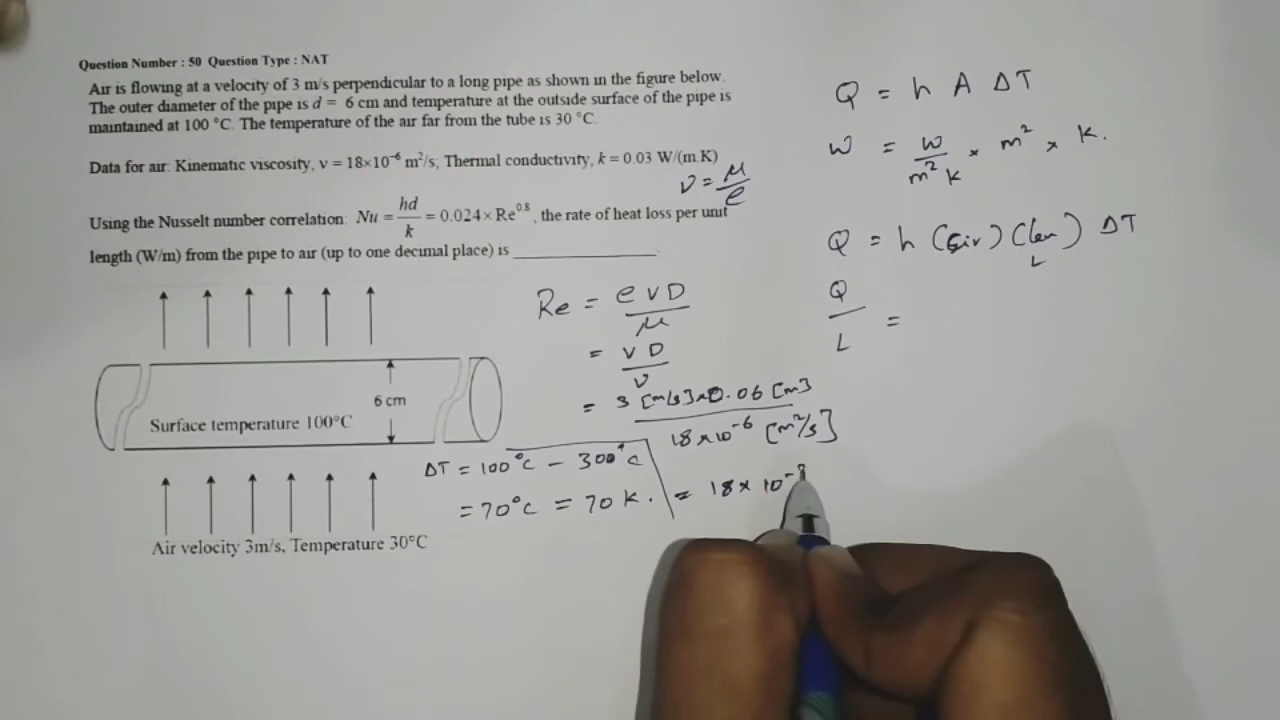 Question Number : 50 Question Type : NAT
Air is flowing at a velocity of 3 m/s perpendicular to a long pipe as shown in the figure below.
The outer diameter of the pipe is d = 6 cm and temperature at the outside surface of the pipe is
maintained at 100 °C. The temperature of the air far from the tube is 30 °C.
Data for air: Kinematic viscosity, ν = 18×10⁻⁶ m²/s; Thermal conductivity, k = 0.03 W/(m.K)
ν = μ/ρ
Using the Nusselt number correlation: Nu = hd/k = 0.024 × Re^0.8, the rate of heat loss per unit
length (W/m) from the pipe to air (up to one decimal place) is ____________.
6 cm
Surface temperature 100°C
Air velocity 3m/s, Temperature 30°C
Re = ρ V D / μ
= V D / ν
= 3 [m/s] × 0.06 [m] / 18 × 10⁻⁶ [m²/s]
ΔT = 100°C − 300°C
= 70°C = 70 K.
= 18 × 10⁻
Q = h A ΔT
W = W/m² K × m² × K.
Q = h (Cir) (len) ΔT
L
Q/L =